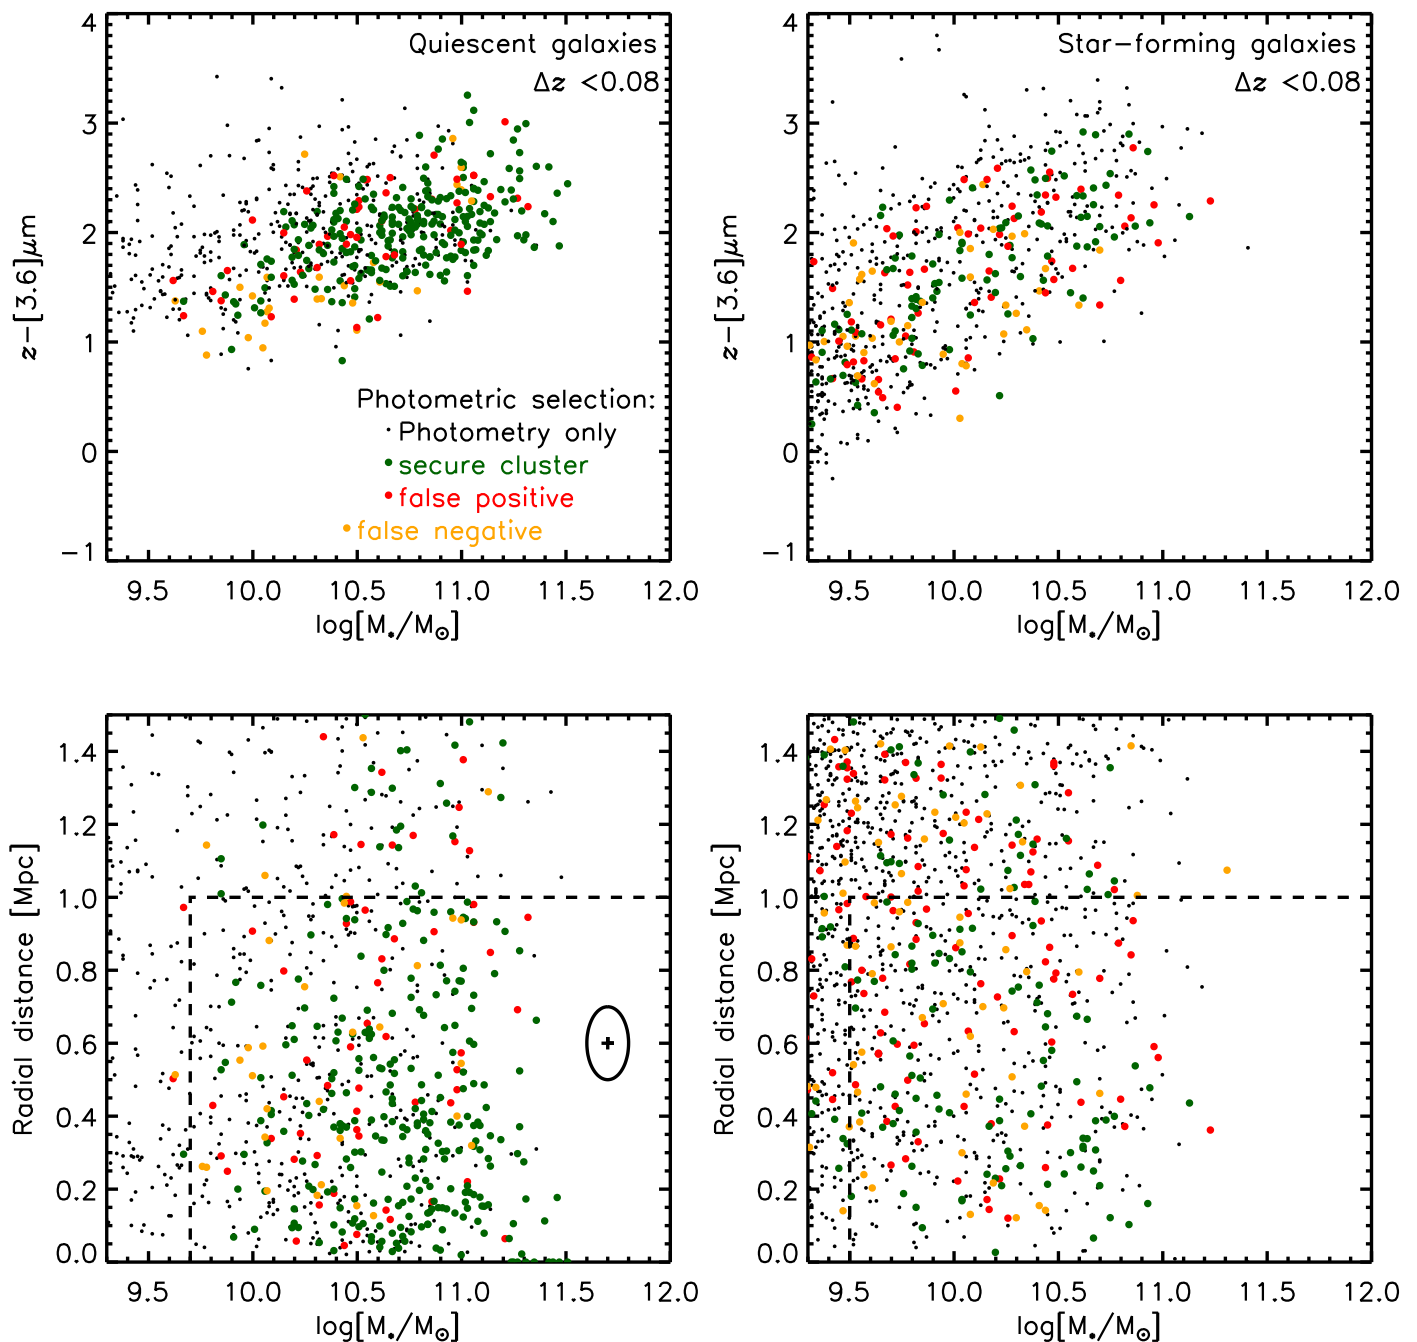 4
3
2
1
0
−1
z−[3.6]μm
Quiescent galaxies
Δz <0.08
Photometric selection:
Photometry only
secure cluster
false positive
false negative
9.5 10.0 10.5 11.0 11.5 12.0
log[M*/M⊙]
4
3
2
1
0
−1
z−[3.6]μm
Star−forming galaxies
Δz <0.08
9.5 10.0 10.5 11.0 11.5 12.0
log[M*/M⊙]
1.4
1.2
1.0
0.8
0.6
0.4
0.2
0.0
Radial distance [Mpc]
9.5 10.0 10.5 11.0 11.5 12.0
log[M*/M⊙]
1.4
1.2
1.0
0.8
0.6
0.4
0.2
0.0
Radial distance [Mpc]
9.5 10.0 10.5 11.0 11.5 12.0
log[M*/M⊙]